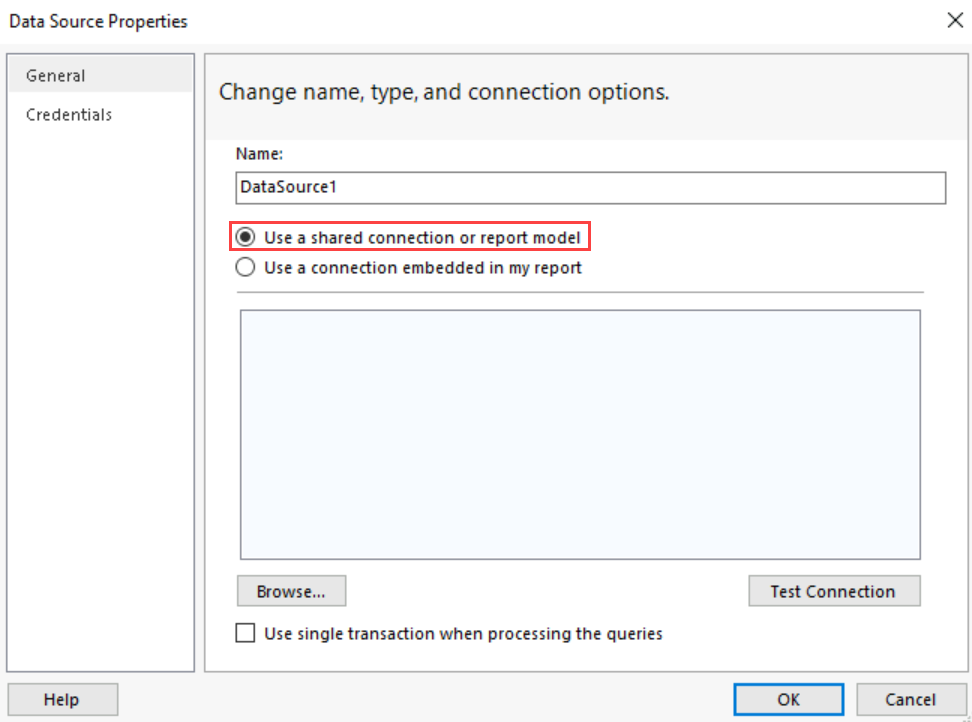 Data Source Properties
General
Credentials
Change name, type, and connection options.
Name:
DataSource1
Use a shared connection or report model
Use a connection embedded in my report
Browse...
Test Connection
Use single transaction when processing the queries
Help
OK
Cancel